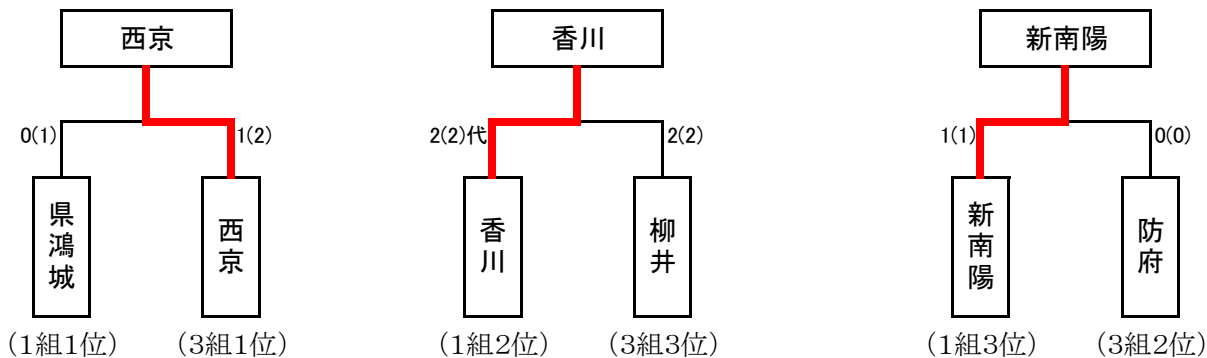 西京
香川
新南陽
0(1)
1(2)
2(2)代
2(2)
1(1)
0(0)
県鴻城
西京
香川
柳井
新南陽
防府
（1組1位）
（3組1位）
（1組2位）
（3組3位）
（1組3位）
（3組2位）